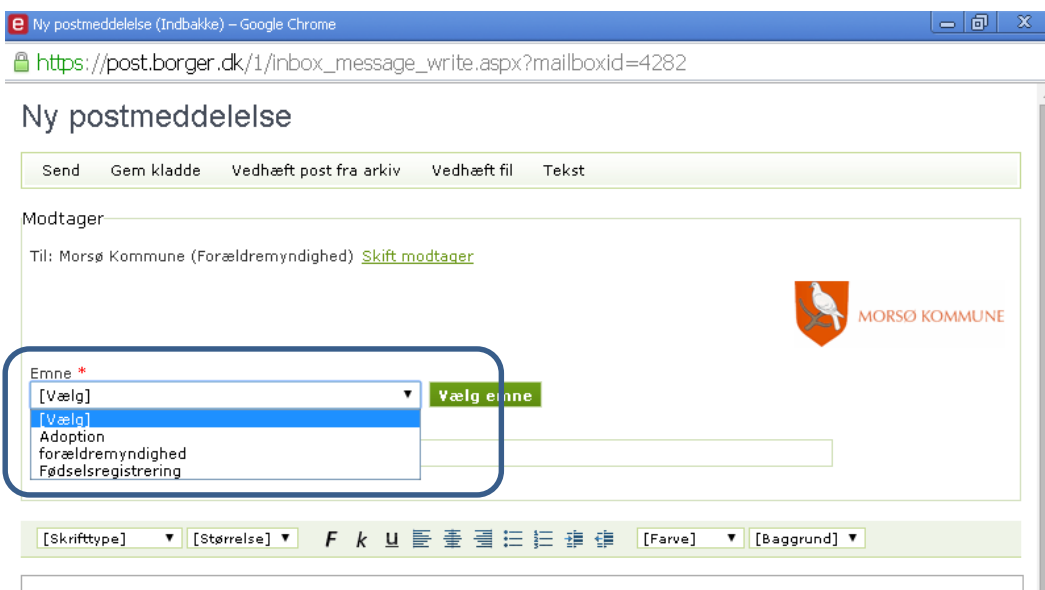 Ny postmeddelelse (Indbakke) – Google Chrome
https://post.borger.dk/1/inbox_message_write.aspx?mailboxid=4282
Ny postmeddelelse
Send Gem kladde Vedhæft post fra arkiv Vedhæft fil Tekst
Modtager
Til: Morsø Kommune (Forældremyndighed) Skift modtager
MORSØ KOMMUNE
Emne *
[Vælg] Vælg emne
[Vælg]
Adoption
forældremyndighed
Fødselsregistrering
[Skrifttype] [Størrelse] F k u [Farve] [Baggrund]